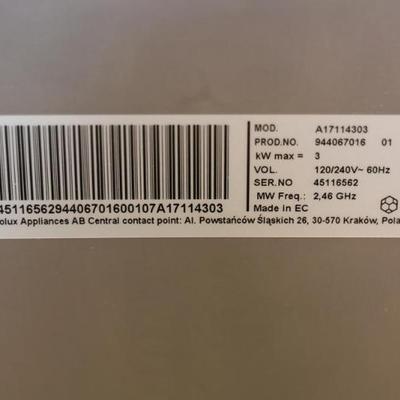 MOD. A17114303
PROD.NO. 944067016 01
kW max = 3
VOL. 120/240V~ 60Hz
SER.NO 45116562
MW Freq.: 2,46 GHz
Made in EC
4511656294406701600107A17114303
olux Appliances AB Central contact point: Al. Powstańców Śląskich 26, 30-570 Kraków, Pola